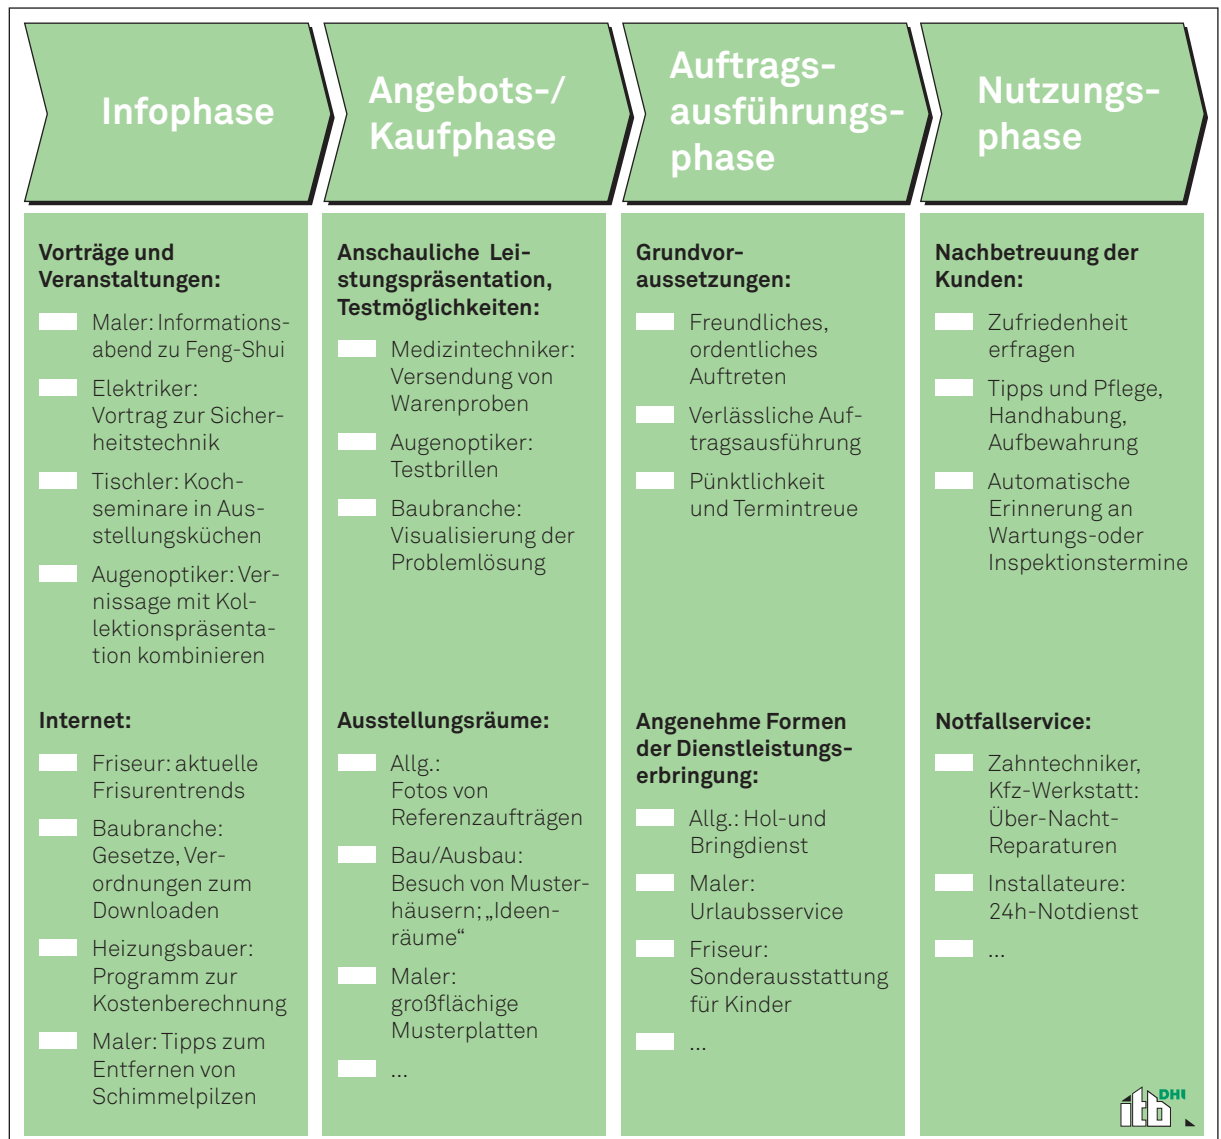 Infophase
Angebots-/
Kaufphase
Auftrags-
ausführungs-
phase
Nutzungs-
phase
Vorträge und
Veranstaltungen:
Maler: Informations-
abend zu Feng-Shui
Elektriker:
Vortrag zur Sicher-
heitstechnik
Tischler: Koch-
seminare in Aus-
stellungsküchen
Augenoptiker: Ver-
nissage mit Kol-
lektionspräsenta-
tion kombinieren
Internet:
Friseur: aktuelle
Frisurentrends
Baubranche:
Gesetze, Ver-
ordnungen zum
Downloaden
Heizungsbauer:
Programm zur
Kostenberechnung
Maler: Tipps zum
Entfernen von
Schimmelpilzen
Anschauliche Lei-
stungspräsentation,
Testmöglichkeiten:
Medizintechniker:
Versendung von
Warenproben
Augenoptiker:
Testbrillen
Baubranche:
Visualisierung der
Problemlösung
Ausstellungsräume:
Allg.:
Fotos von
Referenzaufträgen
Bau/Ausbau:
Besuch von Muster-
häusern; „Ideen-
räume“
Maler:
großflächige
Musterplatten
...
Grundvor-
aussetzungen:
Freundliches,
ordentliches
Auftreten
Verlässliche Auf-
tragsausführung
Pünktlichkeit
und Termintreue
Angenehme Formen
der Dienstleistungs-
erbringung:
Allg.: Hol-und
Bringdienst
Maler:
Urlaubsservice
Friseur:
Sonderausstattung
für Kinder
...
Nachbetreuung der
Kunden:
Zufriedenheit
erfragen
Tipps und Pflege,
Handhabung,
Aufbewahrung
Automatische
Erinnerung an
Wartungs-oder
Inspektionstermine
Notfallservice:
Zahntechniker,
Kfz-Werkstatt:
Über-Nacht-
Reparaturen
Installateure:
24h-Notdienst
...
DHI
itb